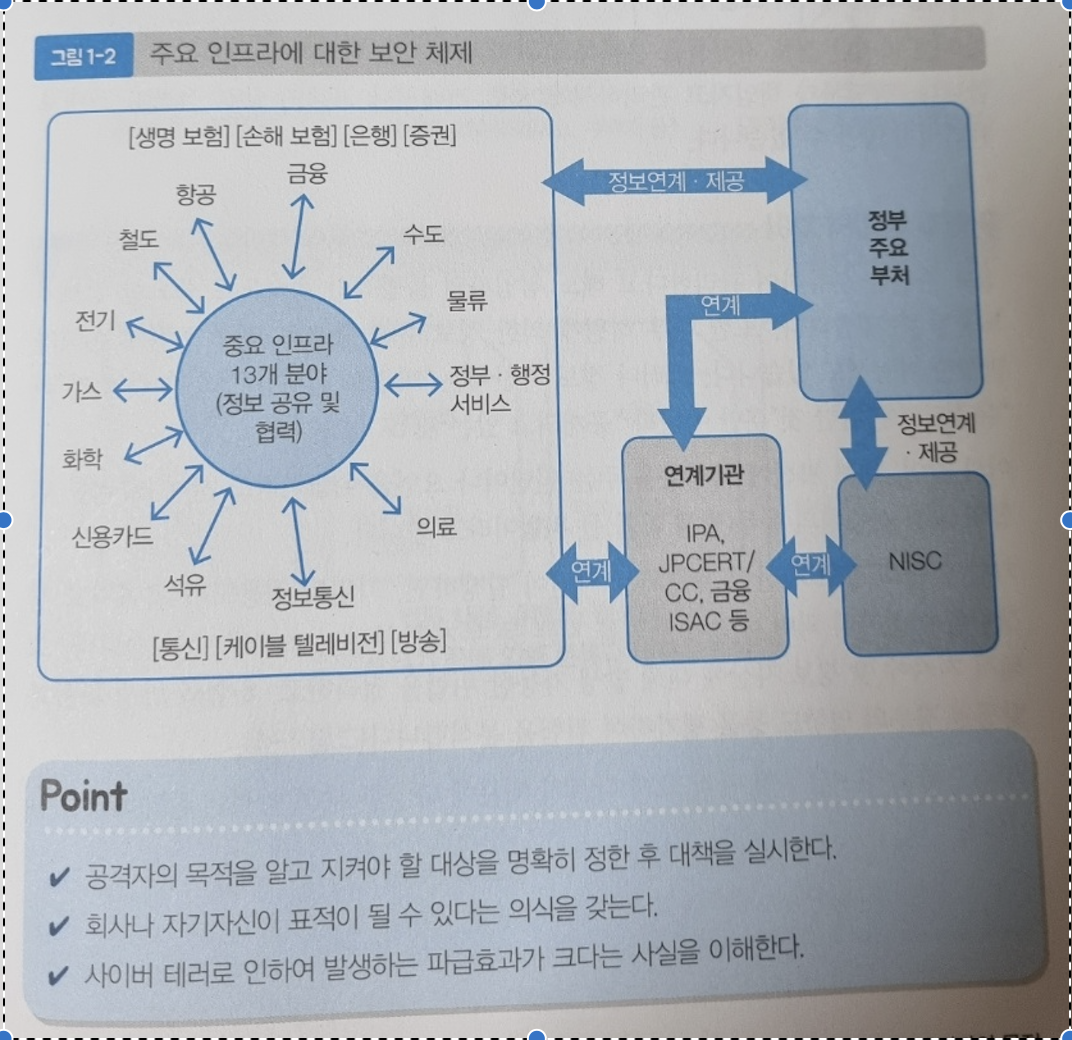 그림 1-2 주요 인프라에 대한 보안 체제
[생명 보험] [손해 보험] [은행] [증권]
금융
항공
철도
수도
물류
전기
중요 인프라
13개 분야
(정보 공유 및
협력)
정부·행정
서비스
가스
화학
신용카드
의료
석유
정보통신
[통신] [케이블 텔레비전] [방송]
정보연계·제공
정부
주요
부처
연계
정보연계
·제공
연계기관
IPA,
JPCERT/
CC, 금융
ISAC 등
연계
연계
NISC
Point
✔ 공격자의 목적을 알고 지켜야 할 대상을 명확히 정한 후 대책을 실시한다.
✔ 회사나 자기자신이 표적이 될 수 있다는 의식을 갖는다.
✔ 사이버 테러로 인하여 발생하는 파급효과가 크다는 사실을 이해한다.